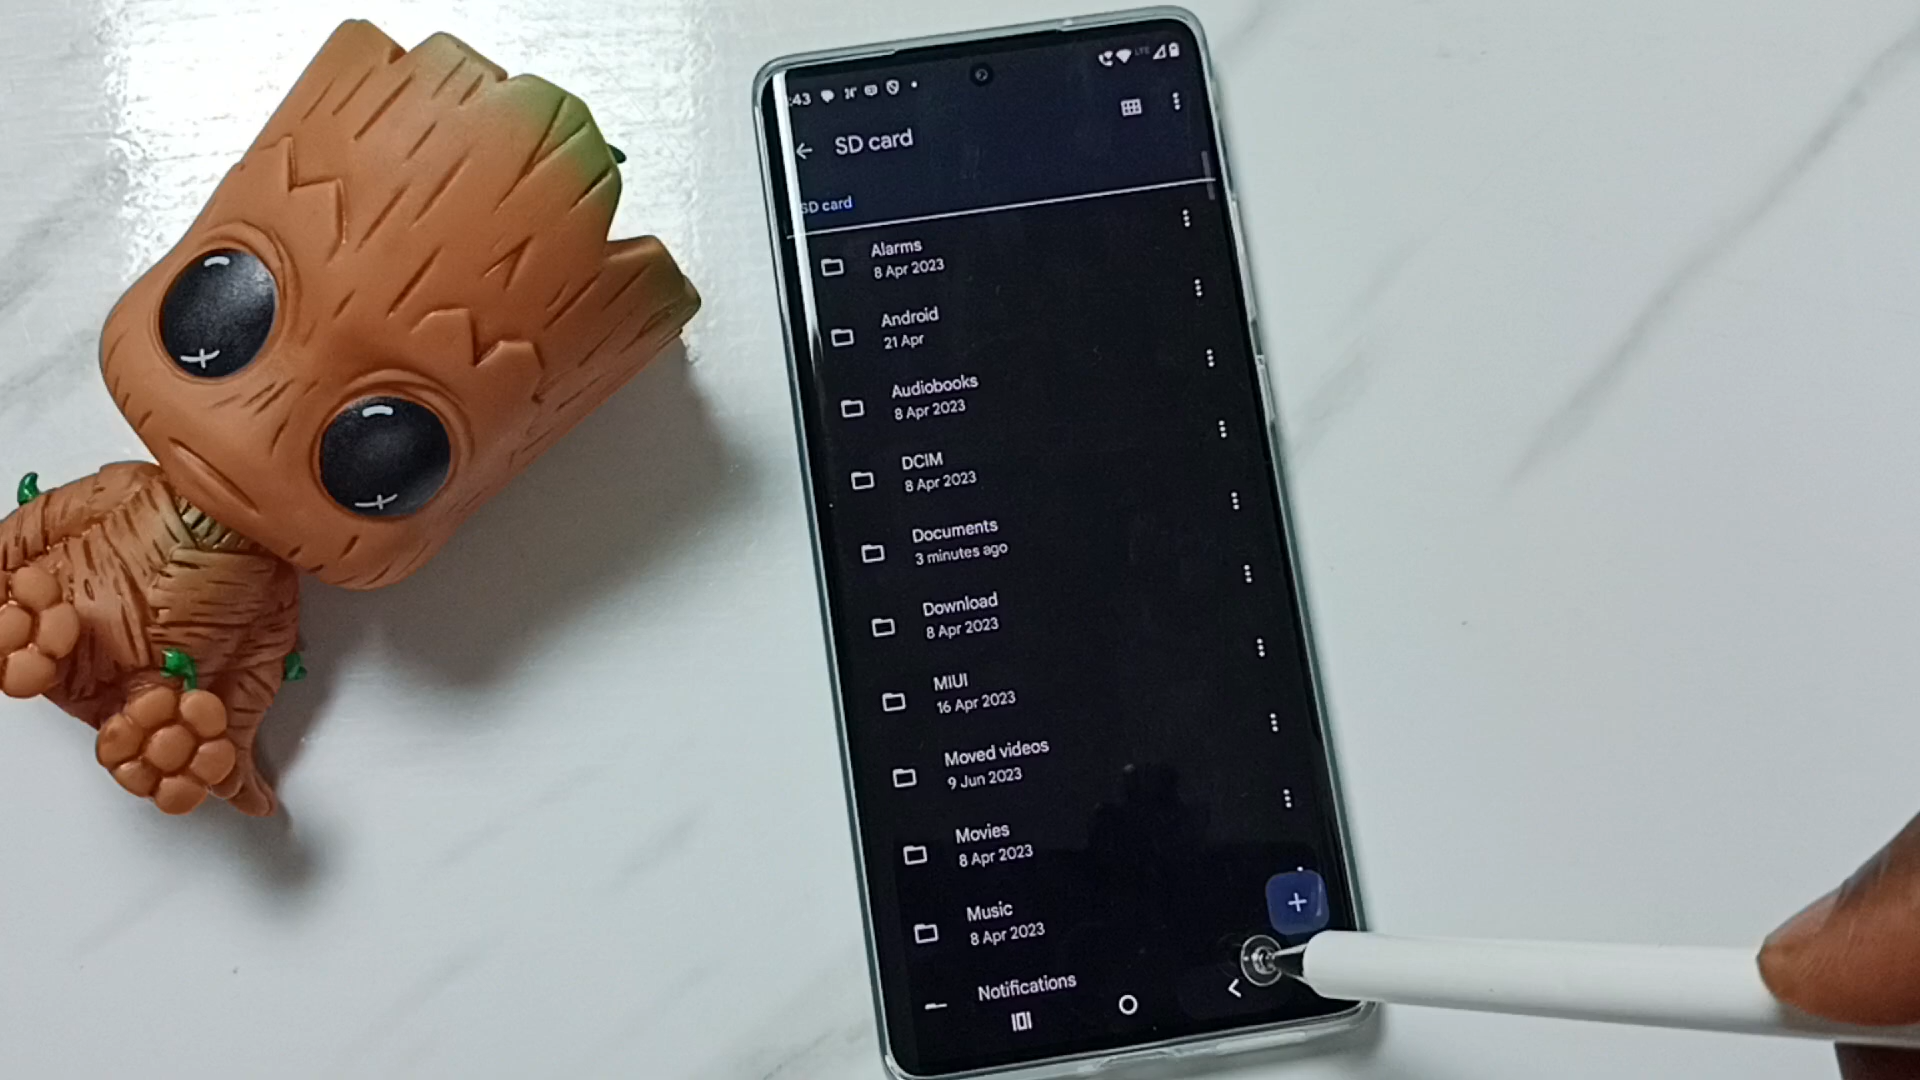 :43
LTE
SD card
SD card
Alarms
8 Apr 2023
Android
21 Apr
Audiobooks
8 Apr 2023
DCIM
8 Apr 2023
Documents
3 minutes ago
Download
8 Apr 2023
MIUI
16 Apr 2023
Moved videos
9 Jun 2023
Movies
8 Apr 2023
Music
8 Apr 2023
Notifications